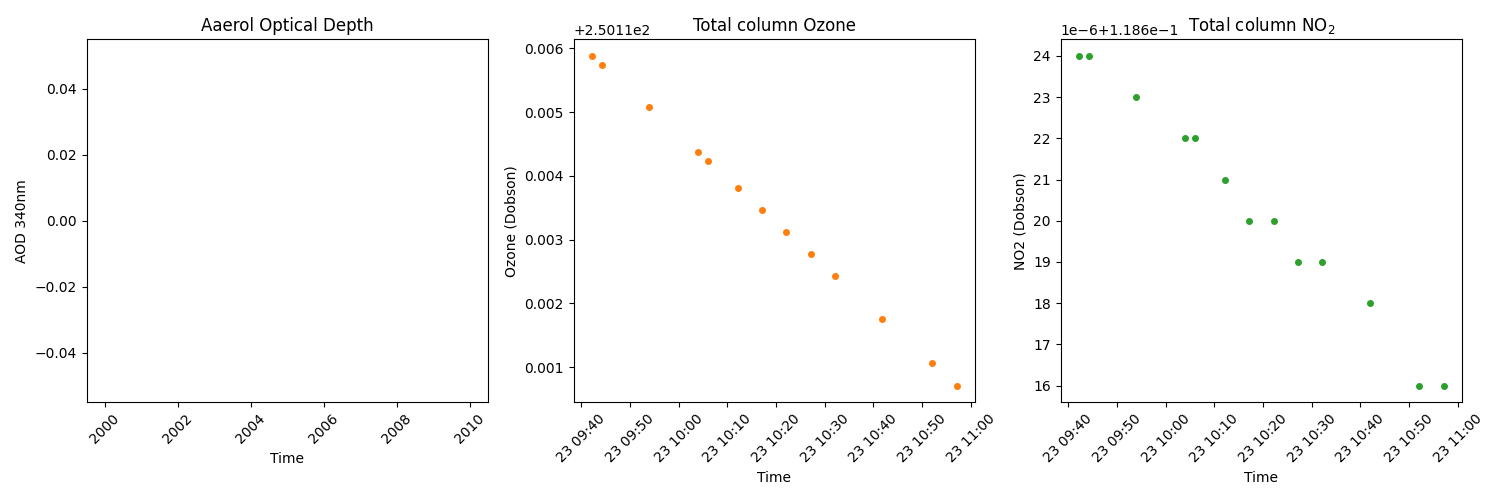 Aaerol Optical Depth
AOD 340nm
0.04
0.02
0.00
−0.02
−0.04
2000 2002 2004 2006 2008 2010
Time
Total column Ozone
+2.5011e2
Ozone (Dobson)
0.006
0.005
0.004
0.003
0.002
0.001
23 09:40 23 09:50 23 10:00 23 10:10 23 10:20 23 10:30 23 10:40 23 10:50 23 11:00
Time
Total column NO₂
1e−6+1.186e−1
NO2 (Dobson)
24
23
22
21
20
19
18
17
16
23 09:40 23 09:50 23 10:00 23 10:10 23 10:20 23 10:30 23 10:40 23 10:50 23 11:00
Time